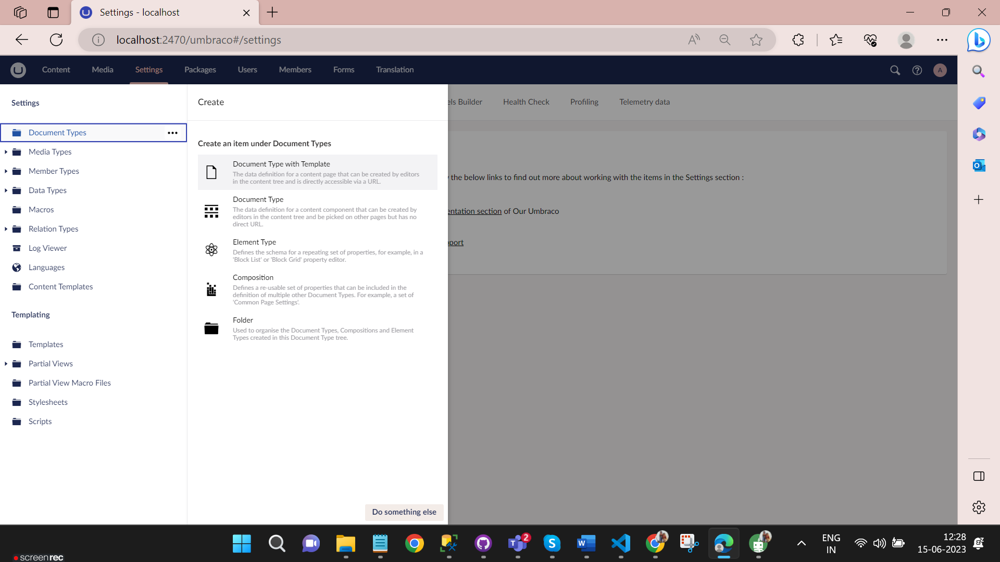 Settings - localhost
localhost:2470/umbraco#/settings
Content Media Settings Packages Users Members Forms Translation
A
Settings
Create
els Builder Health Check Profiling Telemetry data
Document Types
Media Types
Member Types
Data Types
Macros
Relation Types
Log Viewer
Languages
Content Templates
Templating
Templates
Partial Views
Partial View Macro Files
Stylesheets
Scripts
Create an item under Document Types
Document Type with Template
The data definition for a content page that can be created by editors
in the content tree and is directly accessible via a URL.
Document Type
The data definition for a content component that can be created by
editors in the content tree and be picked on other pages but has no
direct URL.
Element Type
Defines the schema for a repeating set of properties, for example, in a
'Block List' or 'Block Grid' property editor.
Composition
Defines a re-usable set of properties that can be included in the
definition of multiple other Document Types. For example, a set of
'Common Page Settings'.
Folder
Used to organise the Document Types, Compositions and Element
Types created in this Document Type tree.
Do something else
the below links to find out more about working with the items in the Settings section :
entation section of Our Umbraco
pport
2
ENG
IN
12:28
15-06-2023
screenrec